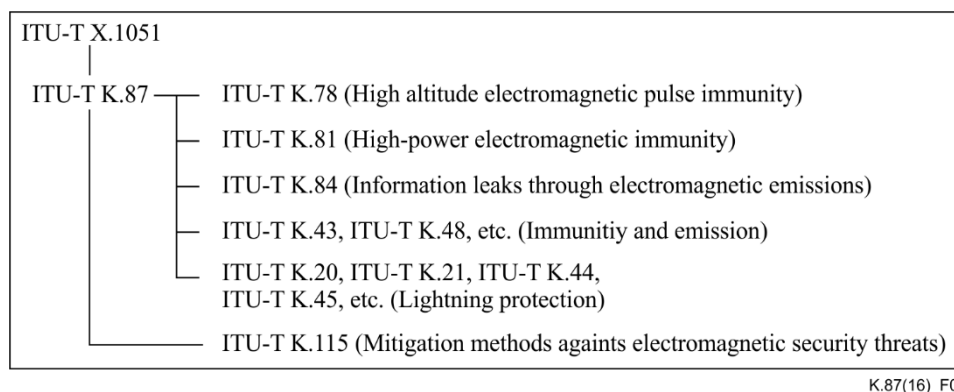 ITU-T X.1051
ITU-T K.87
ITU-T K.78 (High altitude electromagnetic pulse immunity)
ITU-T K.81 (High-power electromagnetic immunity)
ITU-T K.84 (Information leaks through electromagnetic emissions)
ITU-T K.43, ITU-T K.48, etc. (Immunitiy and emission)
ITU-T K.20, ITU-T K.21, ITU-T K.44,
ITU-T K.45, etc. (Lightning protection)
ITU-T K.115 (Mitigation methods againts electromagnetic security threats)
K.87(16)_F0